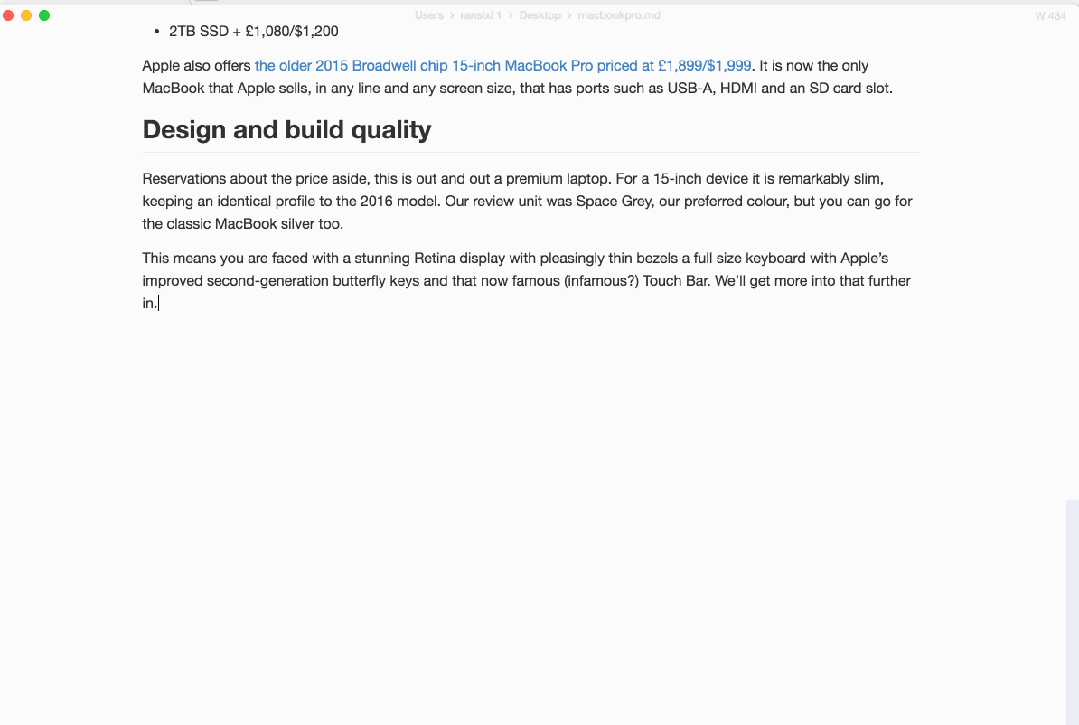 Users > ransixi 1 > Desktop > macbookpro.md
W 484
• 2TB SSD + £1,080/$1,200
Apple also offers the older 2015 Broadwell chip 15-inch MacBook Pro priced at £1,899/$1,999. It is now the only
MacBook that Apple sells, in any line and any screen size, that has ports such as USB-A, HDMI and an SD card slot.
Design and build quality
Reservations about the price aside, this is out and out a premium laptop. For a 15-inch device it is remarkably slim,
keeping an identical profile to the 2016 model. Our review unit was Space Grey, our preferred colour, but you can go for
the classic MacBook silver too.
This means you are faced with a stunning Retina display with pleasingly thin bezels a full size keyboard with Apple’s
improved second-generation butterfly keys and that now famous (infamous?) Touch Bar. We’ll get more into that further
in.